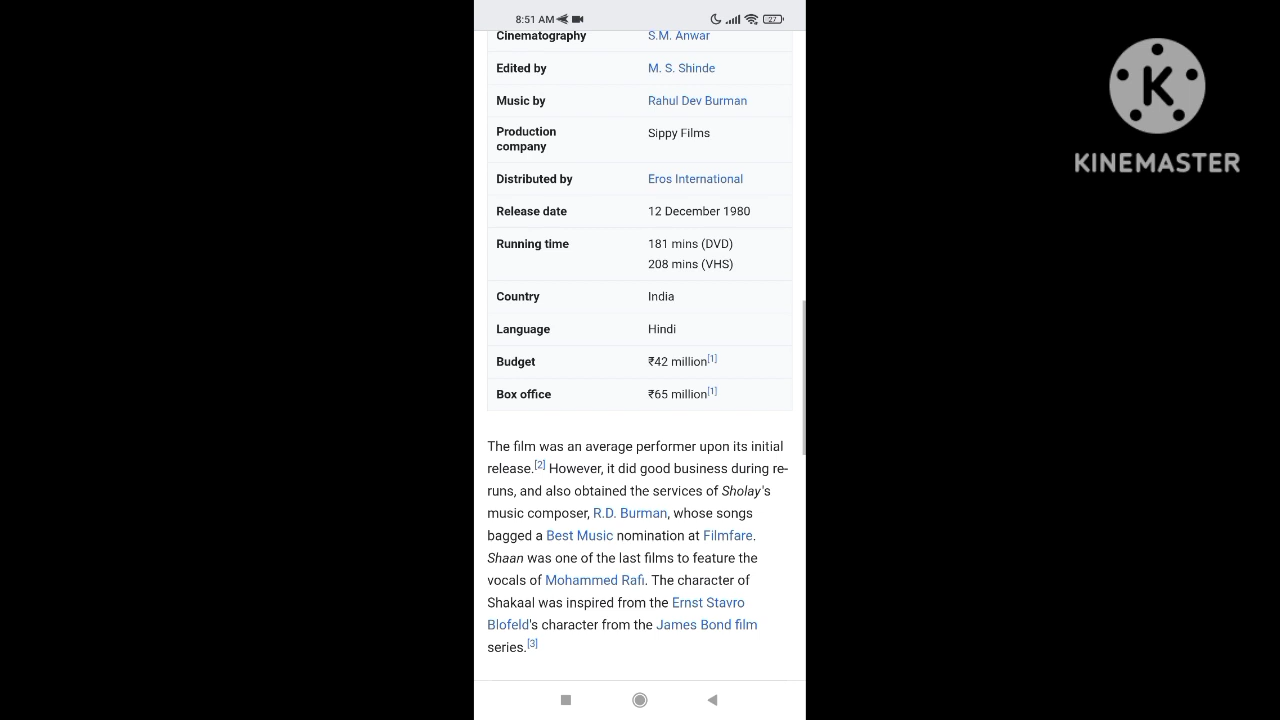 8:51 AM
27
Cinematography S.M. Anwar
Edited by M. S. Shinde
Music by Rahul Dev Burman
Production company Sippy Films
Distributed by Eros International
Release date 12 December 1980
Running time 181 mins (DVD)
208 mins (VHS)
Country India
Language Hindi
Budget ₹42 million[1]
Box office ₹65 million[1]
The film was an average performer upon its initial
release.[2] However, it did good business during re-
runs, and also obtained the services of Sholay's
music composer, R.D. Burman, whose songs
bagged a Best Music nomination at Filmfare.
Shaan was one of the last films to feature the
vocals of Mohammed Rafi. The character of
Shakaal was inspired from the Ernst Stavro
Blofeld's character from the James Bond film
series.[3]
K
KINEMASTER